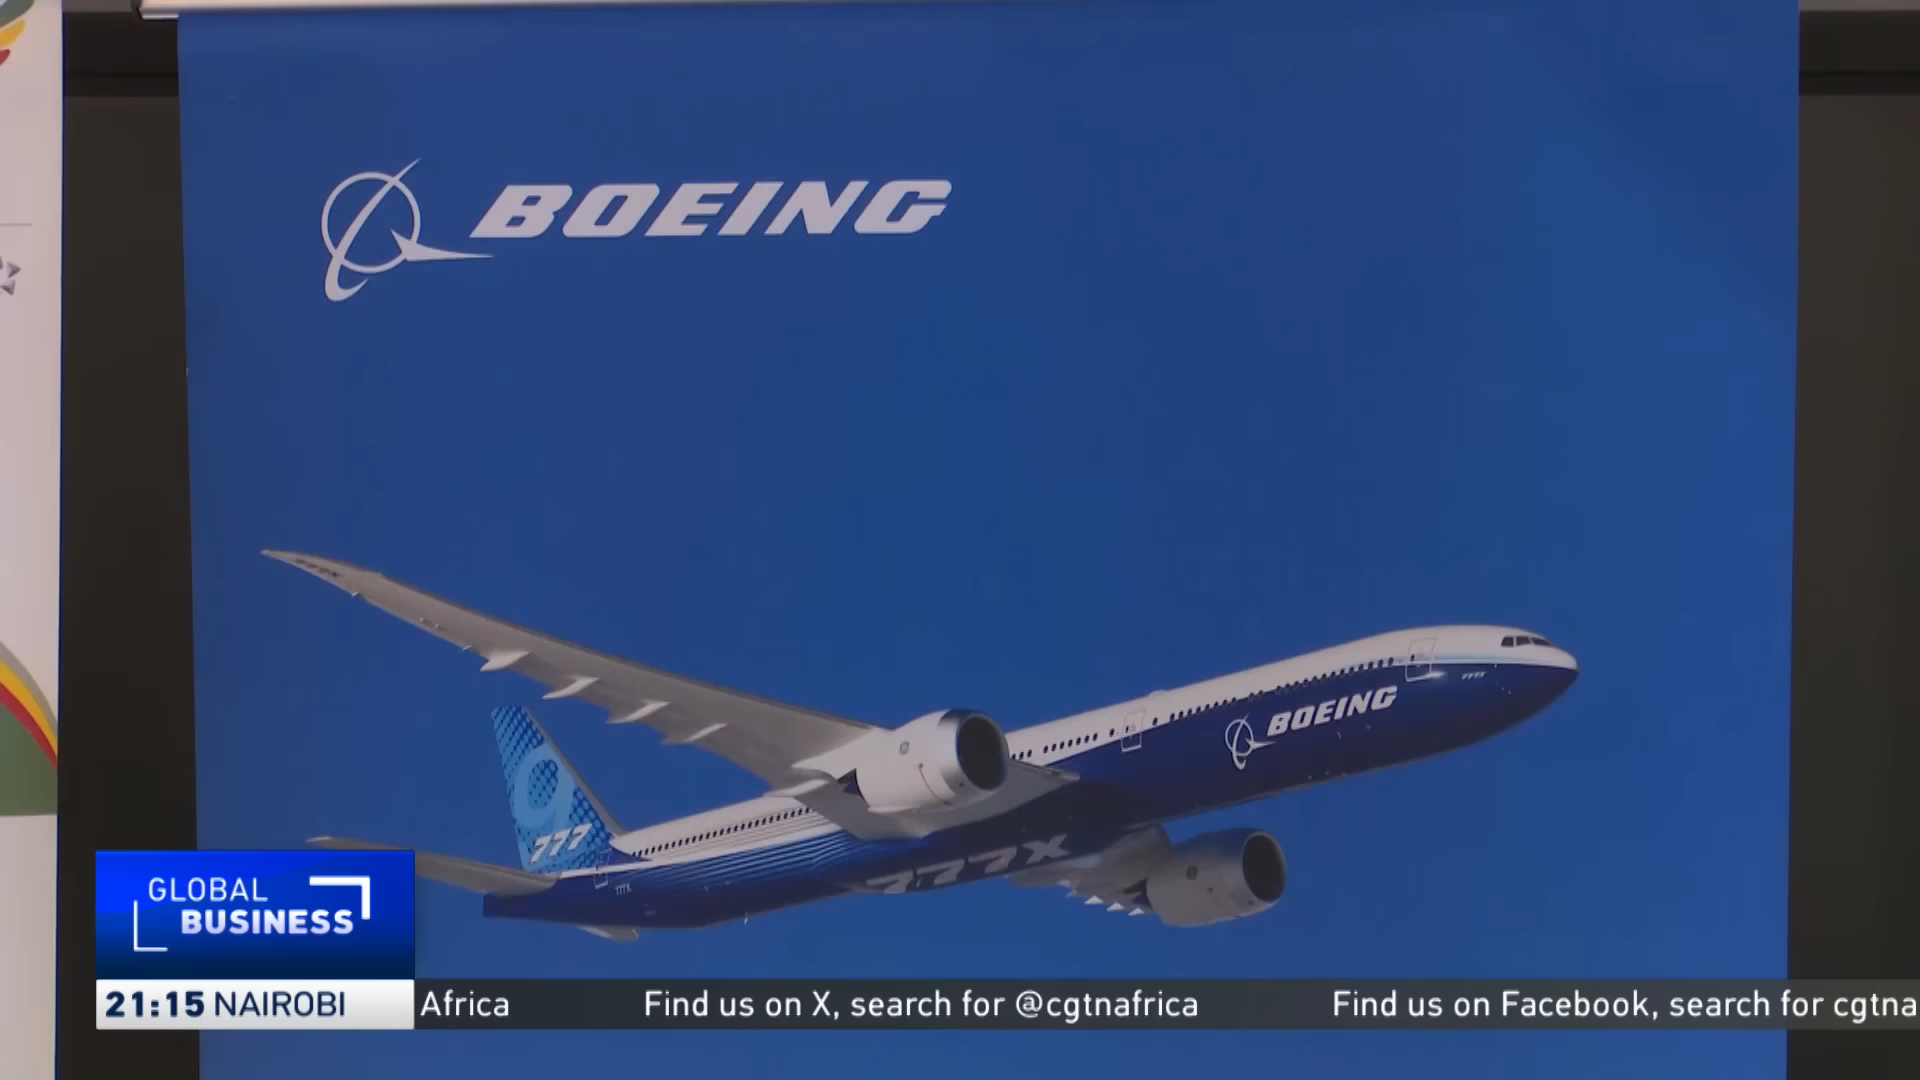 BOEING
BOEING
777X
777
777X
GLOBAL
BUSINESS
21:15 NAIROBI
Africa
Find us on X, search for @cgtnafrica
Find us on Facebook, search for cgtna